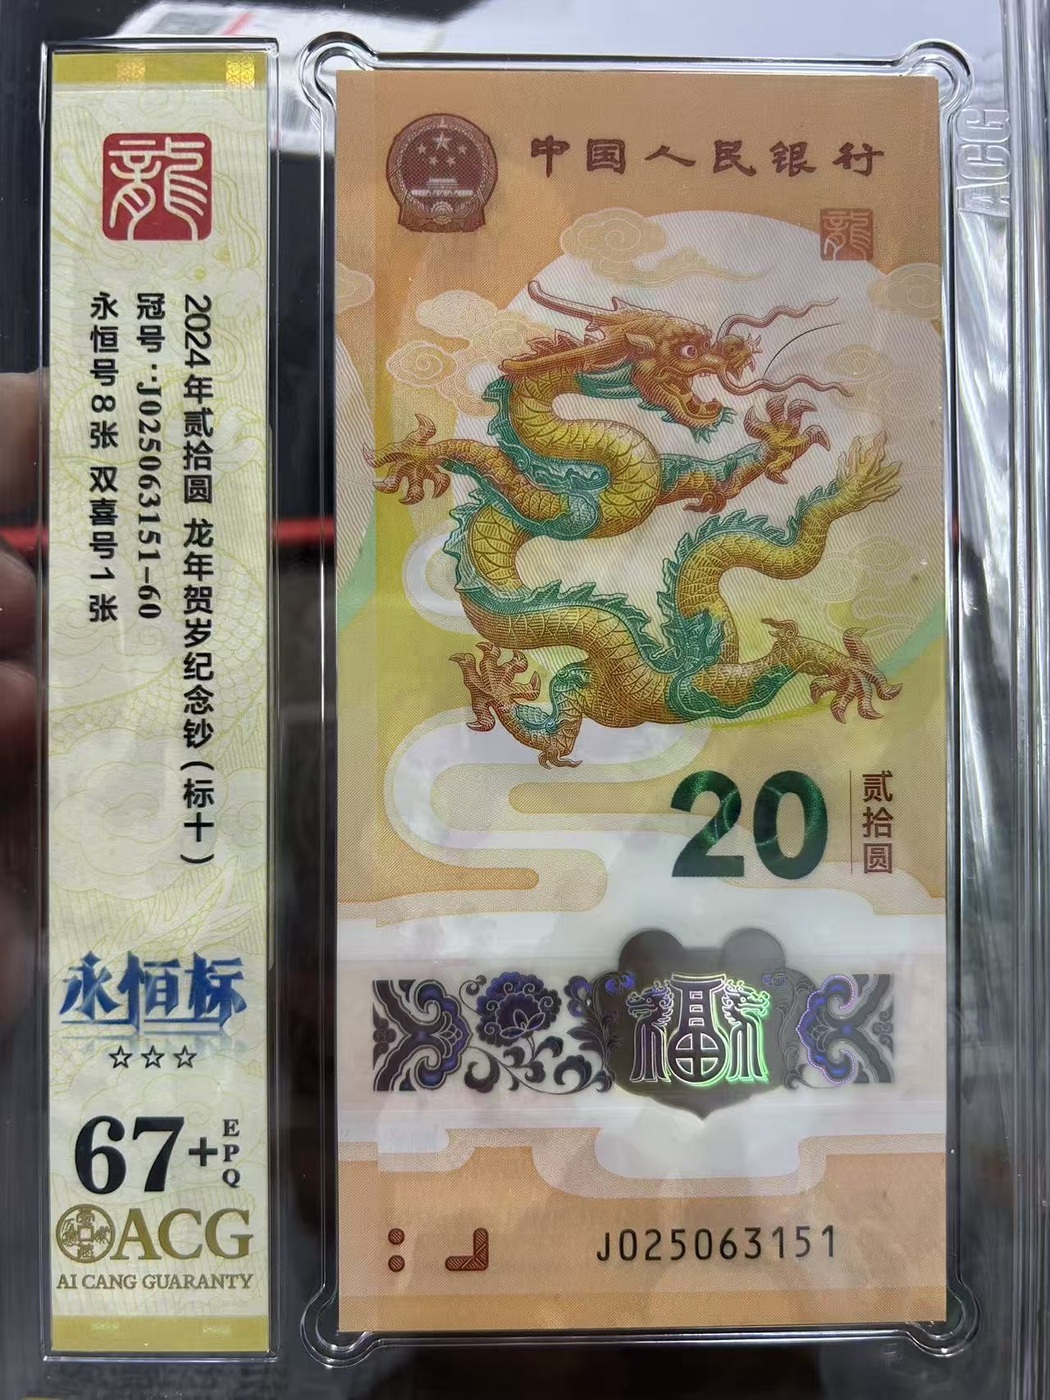 龍
2024年贰拾圆 龙年贺岁纪念钞(标十)
冠号:J025063151-60
永恒号8张 双喜号1张
永恒标
☆☆☆
67+
EPQ
ACG
AI CANG GUARANTY
中国人民银行
龍
20
贰拾圆
福
J025063151
ACG